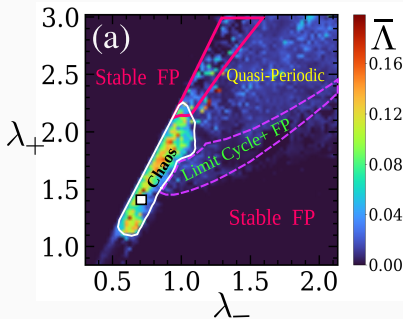 (a)
Stable FP
Quasi-Periodic
Chaos
Limit Cycle+ FP
Stable FP
3.0
2.5
2.0
1.5
1.0
λ+
0.5
1.0
1.5
2.0
λ−
Λ̅
0.16
0.12
0.08
0.04
0.00